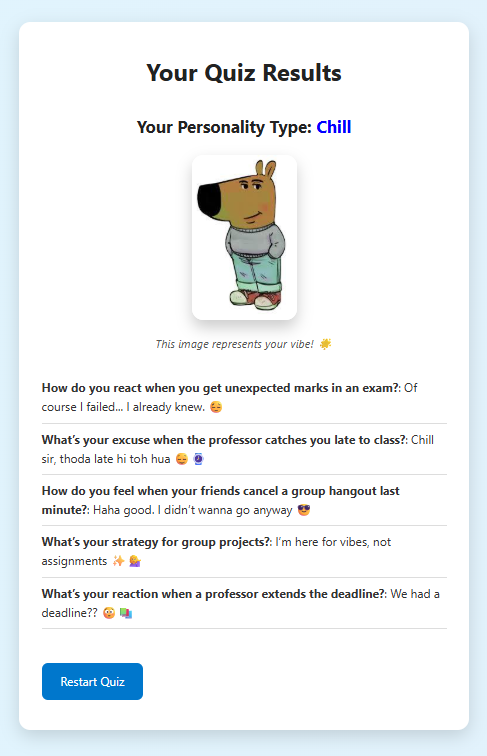 Your Quiz Results
Your Personality Type: Chill
This image represents your vibe! ☀️
How do you react when you get unexpected marks in an exam?: Of
course I failed... I already knew. 😌
What's your excuse when the professor catches you late to class?: Chill
sir, thoda late hi toh hua 😌 🔮
How do you feel when your friends cancel a group hangout last
minute?: Haha good. I didn't wanna go anyway 😎
What's your strategy for group projects?: I'm here for vibes, not
assignments ✨ 💁‍♀️
What's your reaction when a professor extends the deadline?: We had a
deadline?? 😳 📚
Restart Quiz